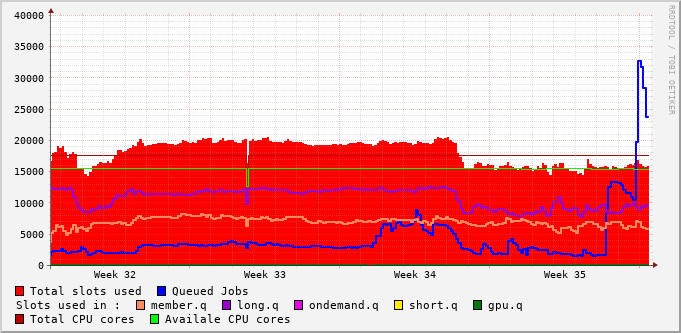 40000
35000
30000
25000
20000
15000
10000
5000
0
Week 32 Week 33 Week 34 Week 35
Total slots used Queued Jobs
Slots used in : member.q long.q ondemand.q short.q gpu.q
Total CPU cores Availale CPU cores
RRDTOOL / TOBI OETIKER